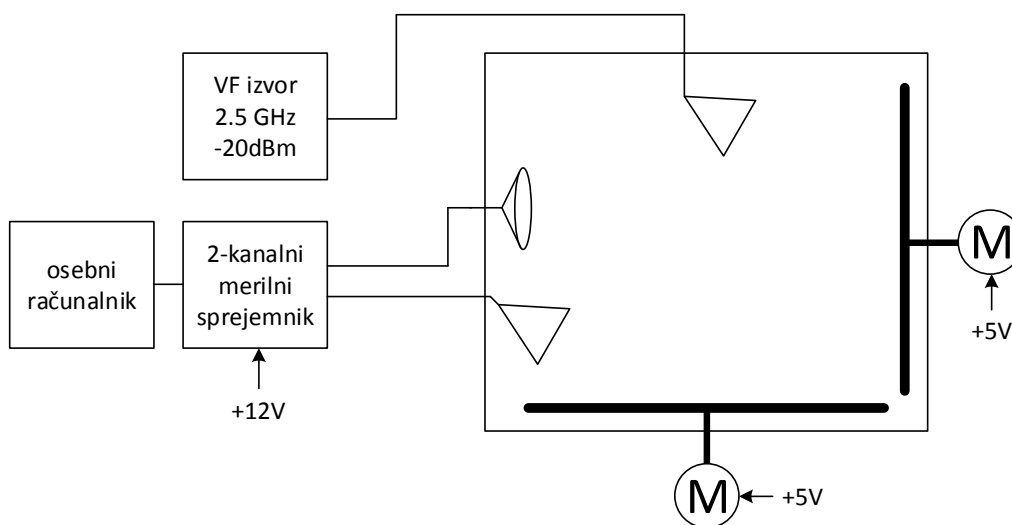 VF izvor
2.5 GHz
-20dBm
osebni
računalnik
2-kanalni
merilni
sprejemnik
+12V
M
+5V
M
+5V